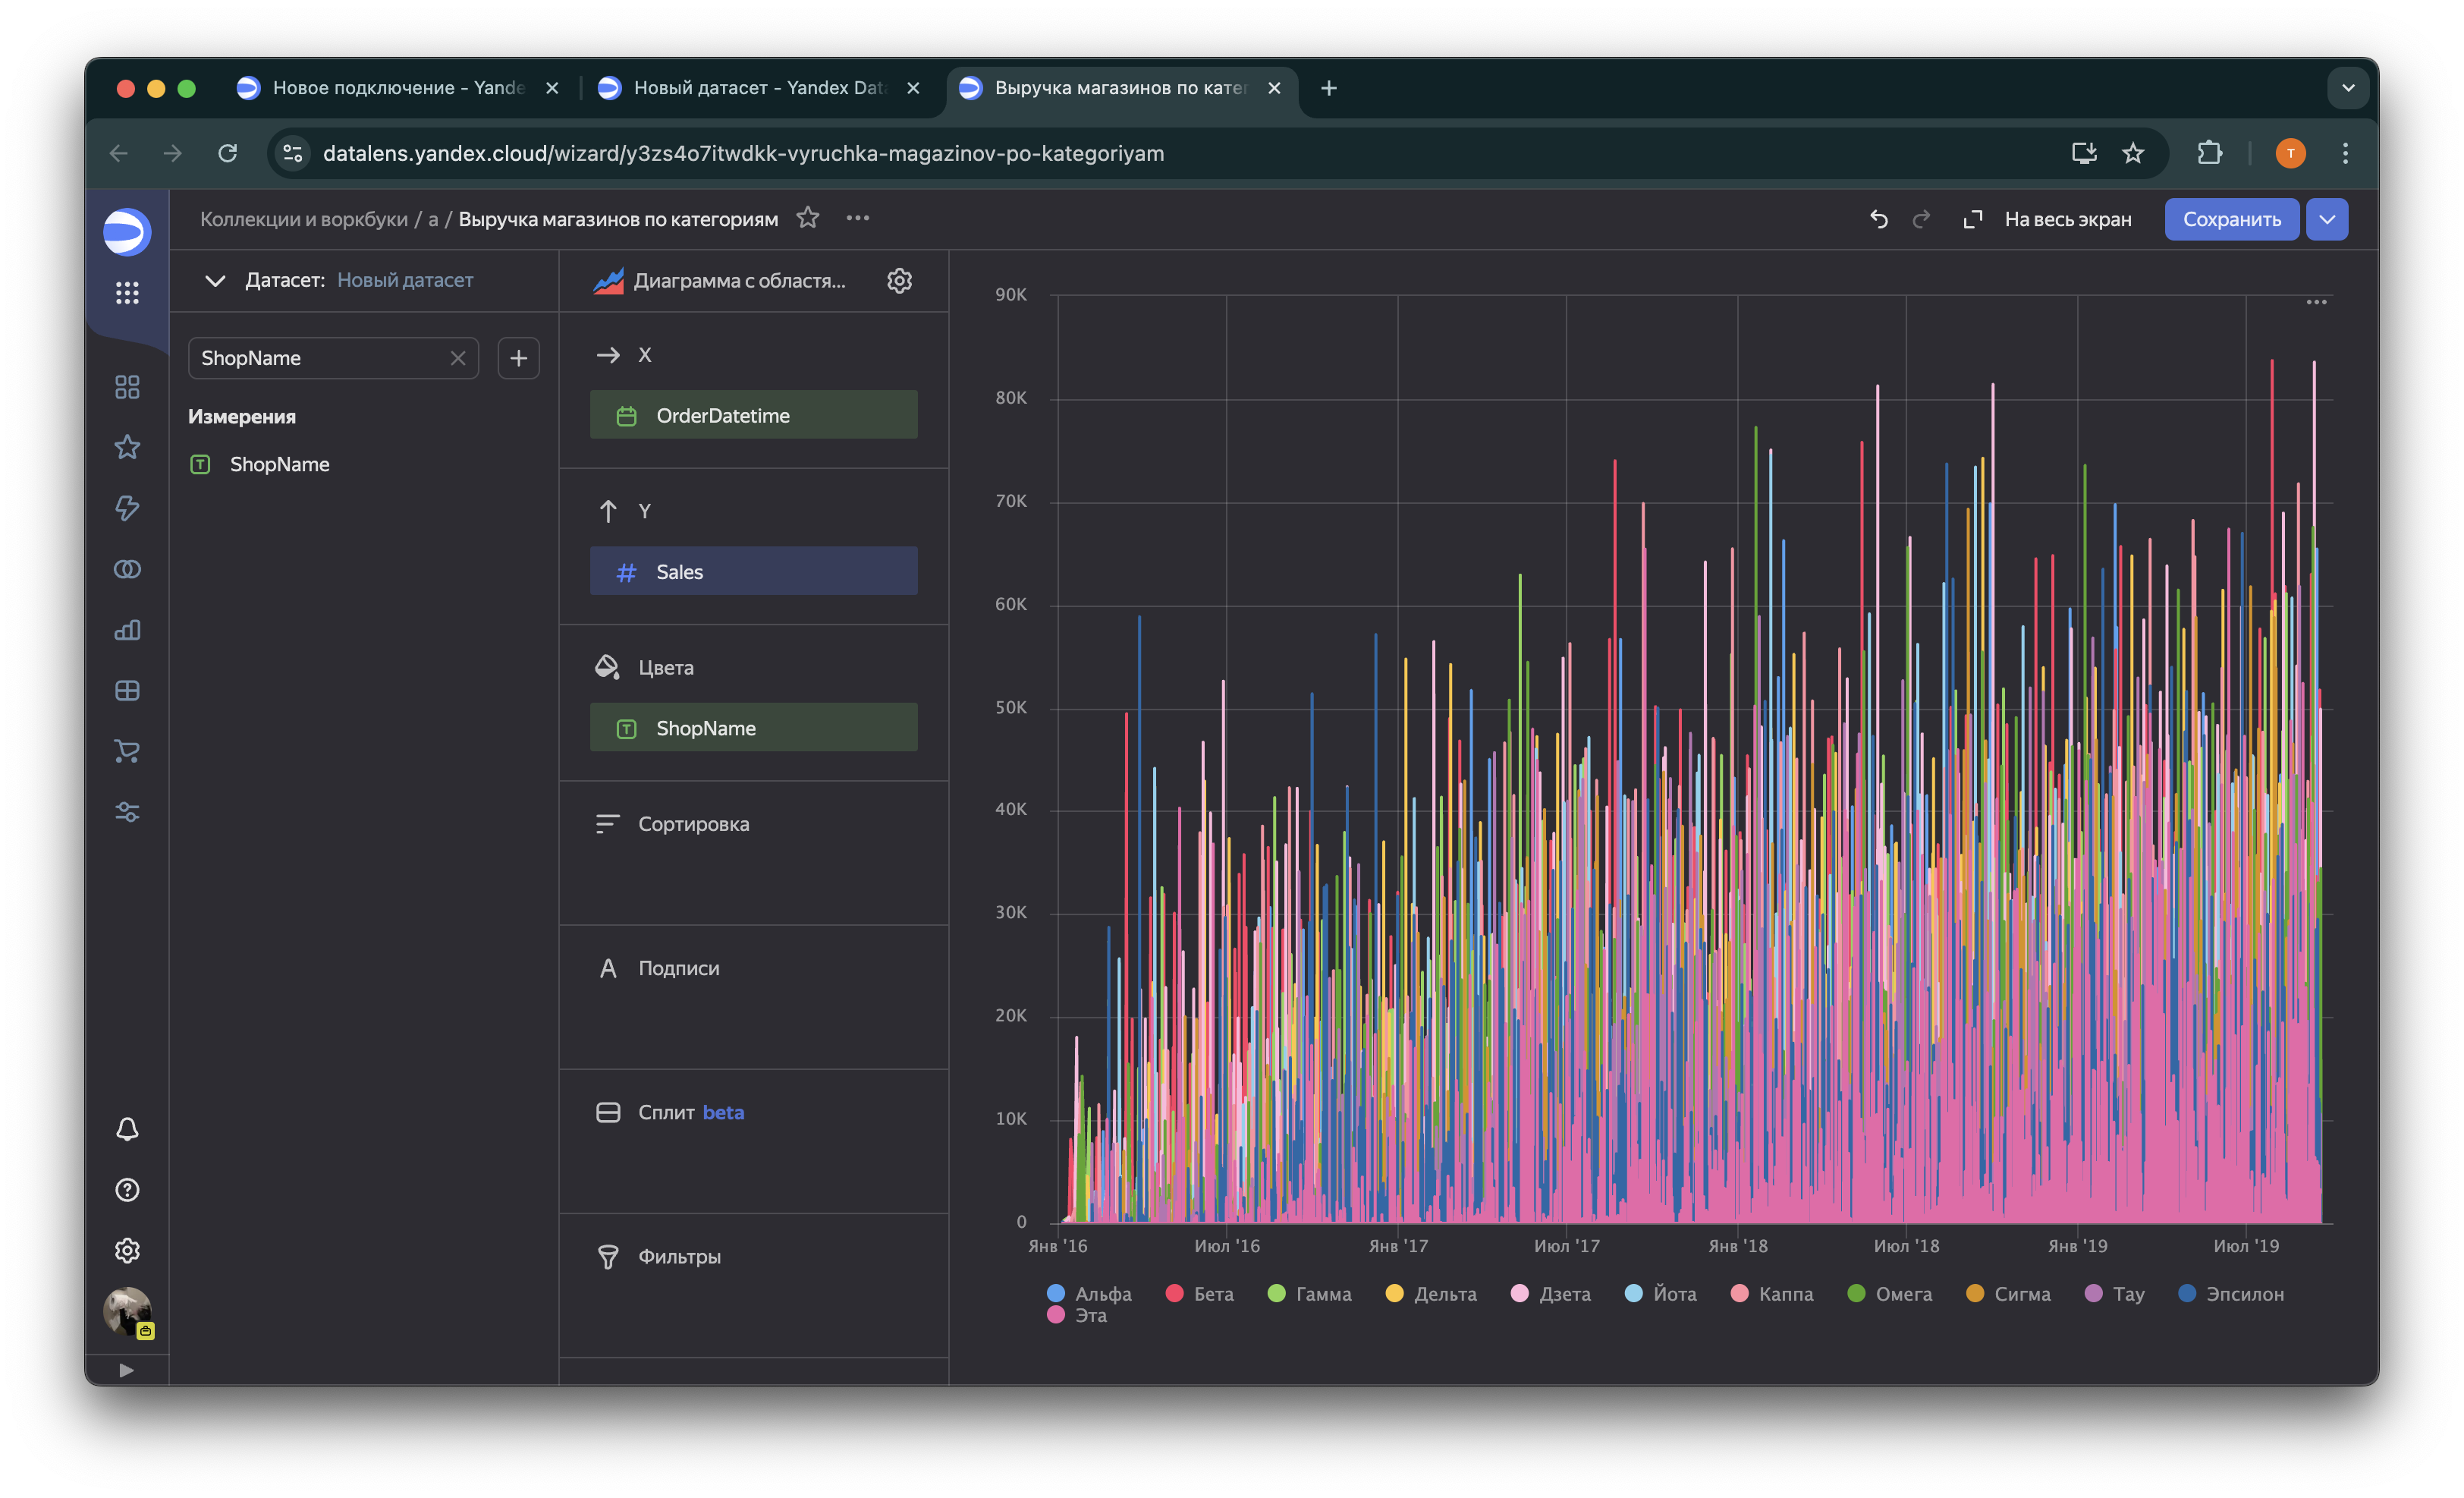 Новое подключение - Yande
Новый датасет - Yandex Data
Выручка магазинов по катег
datalens.yandex.cloud/wizard/y3zs4o7itwdkk-vyruchka-magazinov-po-kategoriyam
T
Коллекции и воркбуки / a / Выручка магазинов по категориям
На весь экран
Сохранить
Датасет: Новый датасет
ShopName
Измерения
ShopName
Диаграмма с областя...
X
OrderDatetime
Y
Sales
Цвета
ShopName
Сортировка
Подписи
Сплит beta
Фильтры
90K
80K
70K
60K
50K
40K
30K
20K
10K
0
Янв '16 Июл '16 Янв '17 Июл '17 Янв '18 Июл '18 Янв '19 Июл '19
Альфа Бета Гамма Дельта Дзета Йота Каппа Омега Сигма Тау Эпсилон
Эта